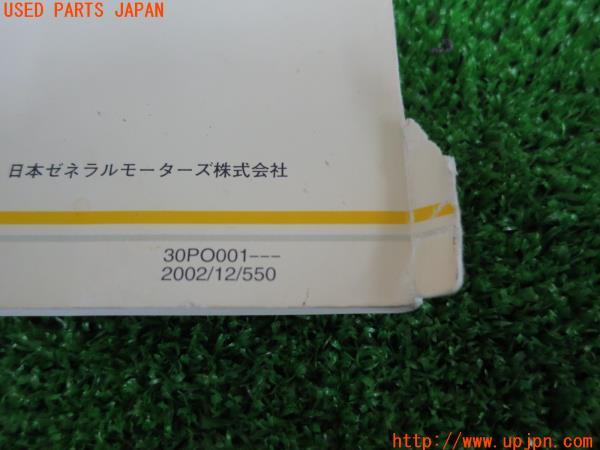 USED PARTS JAPAN
日本ゼネラルモーターズ株式会社
30PO001---
2002/12/550
http://www.upjpn.com